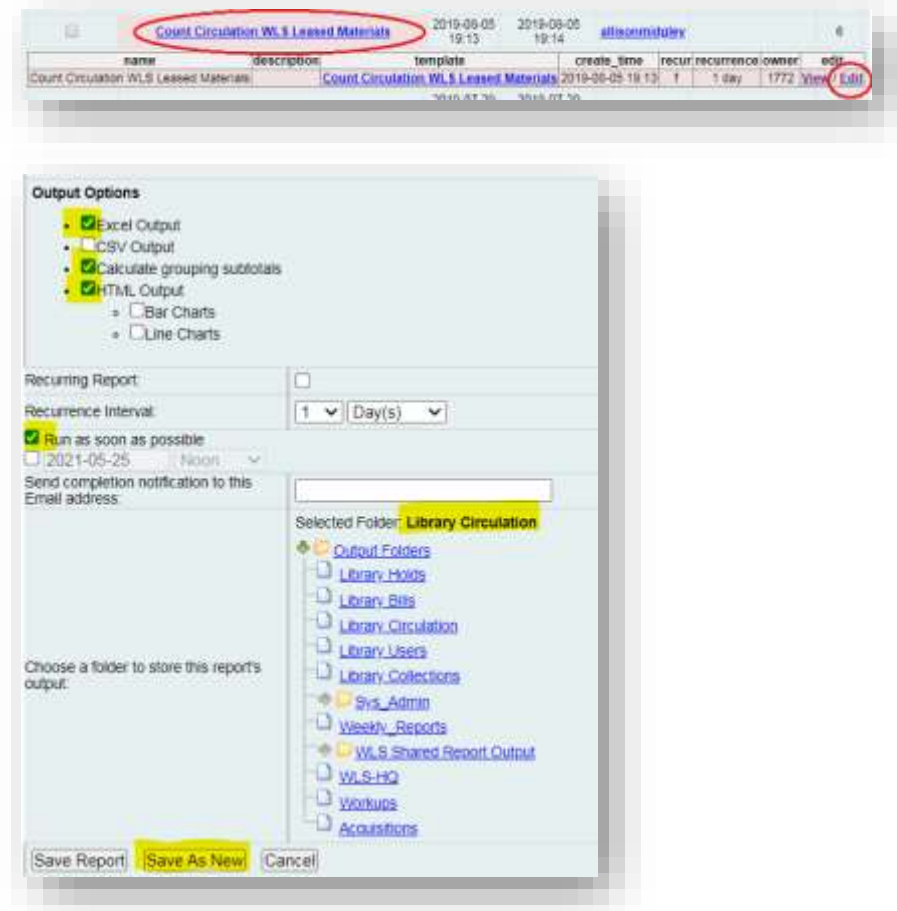 Count Circulation WLS Leased Materials 2019-08-05 19:13 2019-08-05 19:14 allisonmidgley
name description template create_time recur recurrence owner edit
Count Circulation WLS Leased Materials Count Circulation WLS Leased Materials 2019-08-05 19:13 f 1 day 1772 View / Edit
Output Options
Excel Output
CSV Output
Calculate grouping subtotals
HTML Output
Bar Charts
Line Charts
Recurring Report:
Recurrence Interval: 1 Day(s)
Run as soon as possible
2021-05-25 Noon
Send completion notification to this
Email address:
Selected Folder: Library Circulation
Output Folders
Library Holds
Library Bills
Library Circulation
Library Users
Library Collections
Choose a folder to store this report's
output:
Sys_Admin
Weekly_Reports
WLS Shared Report Output
WLS-HQ
Workups
Acquisitions
Save Report Save As New Cancel